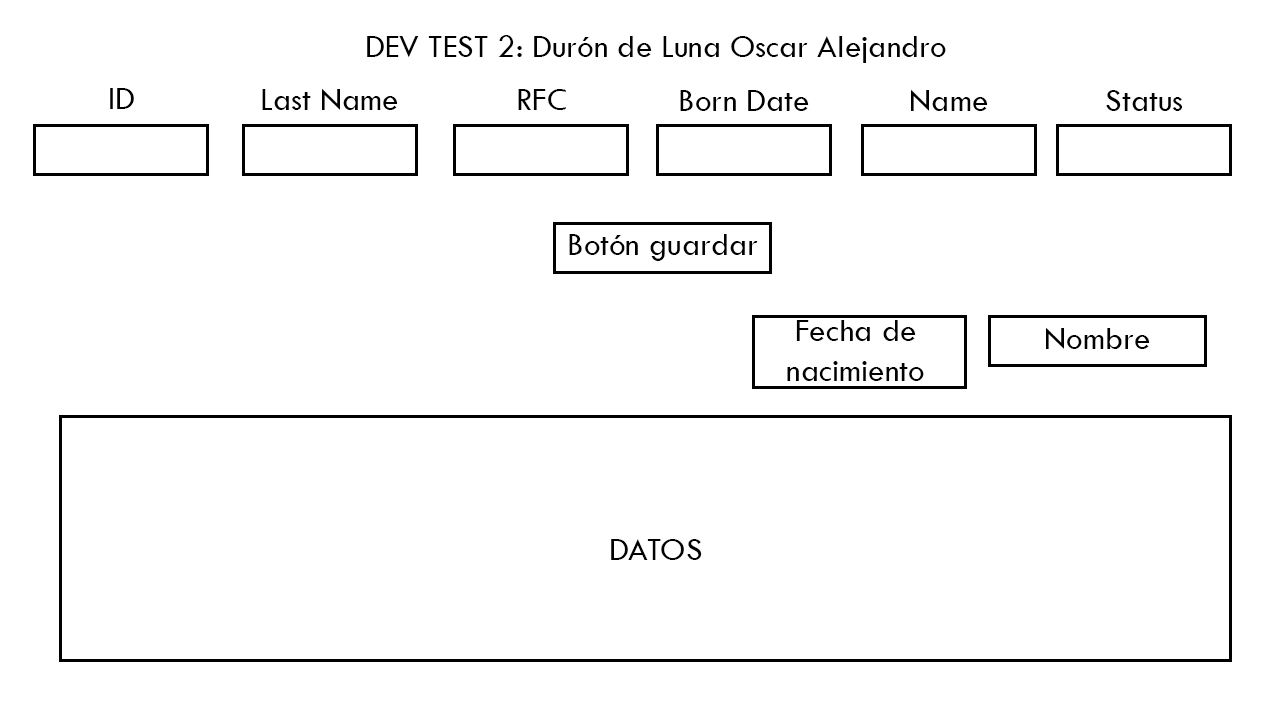 DEV TEST 2: Durón de Luna Oscar Alejandro
ID
Last Name
RFC
Born Date
Name
Status
Botón guardar
Fecha de
nacimiento
Nombre
DATOS